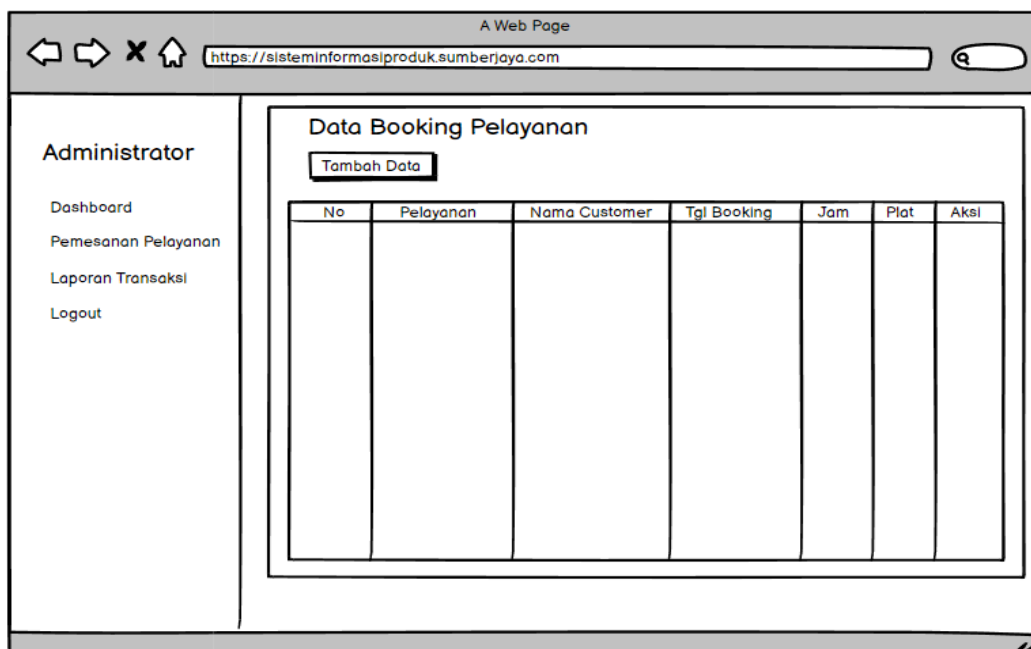 A Web Page
https://sisteminformasiproduk.sumberjaya.com
Administrator
Dashboard
Pemesanan Pelayanan
Laporan Transaksi
Logout
Data Booking Pelayanan
Tambah Data
No Pelayanan Nama Customer Tgl Booking Jam Plat Aksi